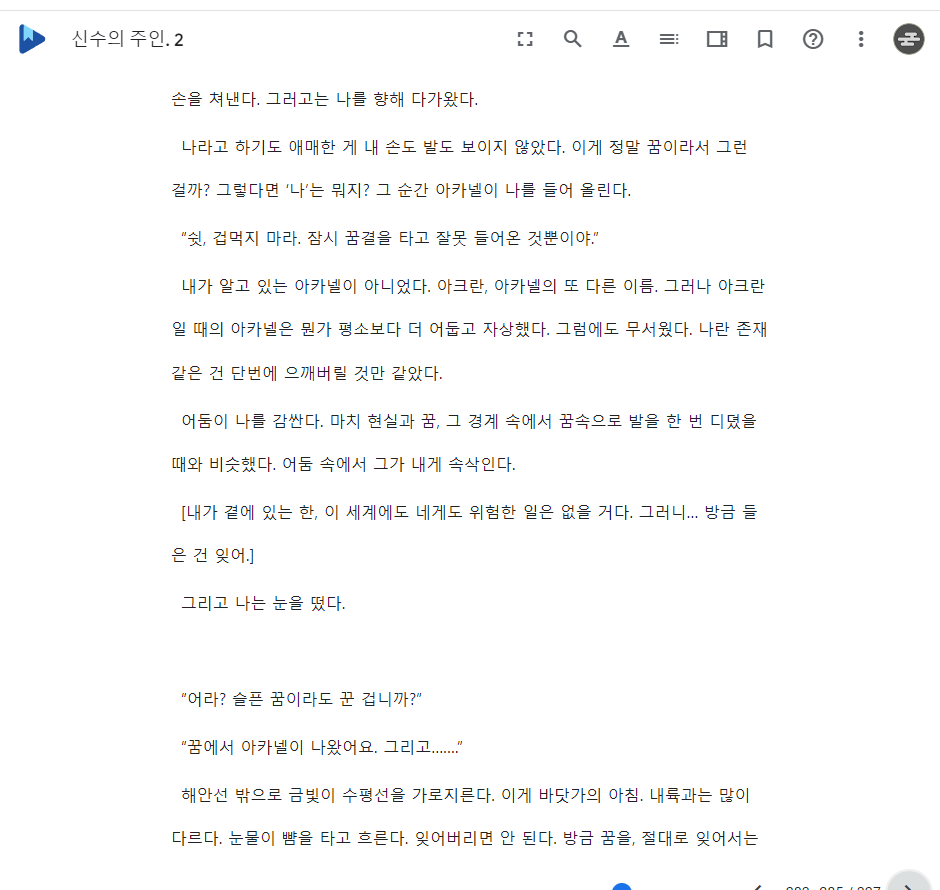 신수의 주인. 2
손을 쳐낸다. 그러고는 나를 향해 다가왔다.
나라고 하기도 애매한 게 내 손도 발도 보이지 않았다. 이게 정말 꿈이라서 그런
걸까? 그렇다면 ‘나’는 뭐지? 그 순간 아카넬이 나를 들어 올린다.
“쉿, 겁먹지 마라. 잠시 꿈결을 타고 잘못 들어온 것뿐이야.”
내가 알고 있는 아카넬이 아니었다. 아크란, 아카넬의 또 다른 이름. 그러나 아크란
일 때의 아카넬은 뭔가 평소보다 더 어둡고 자상했다. 그럼에도 무서웠다. 나란 존재
같은 건 단번에 으깨버릴 것만 같았다.
어둠이 나를 감싼다. 마치 현실과 꿈, 그 경계 속에서 꿈속으로 발을 한 번 디뎠을
때와 비슷했다. 어둠 속에서 그가 내게 속삭인다.
[내가 곁에 있는 한, 이 세계에도 네게도 위험한 일은 없을 거다. 그러니... 방금 들
은 건 잊어.]
그리고 나는 눈을 떴다.
“어라? 슬픈 꿈이라도 꾼 겁니까?”
“꿈에서 아카넬이 나왔어요. 그리고.......”
해안선 밖으로 금빛이 수평선을 가로지른다. 이게 바닷가의 아침. 내륙과는 많이
다르다. 눈물이 뺨을 타고 흐른다. 잊어버리면 안 된다. 방금 꿈을, 절대로 잊어서는